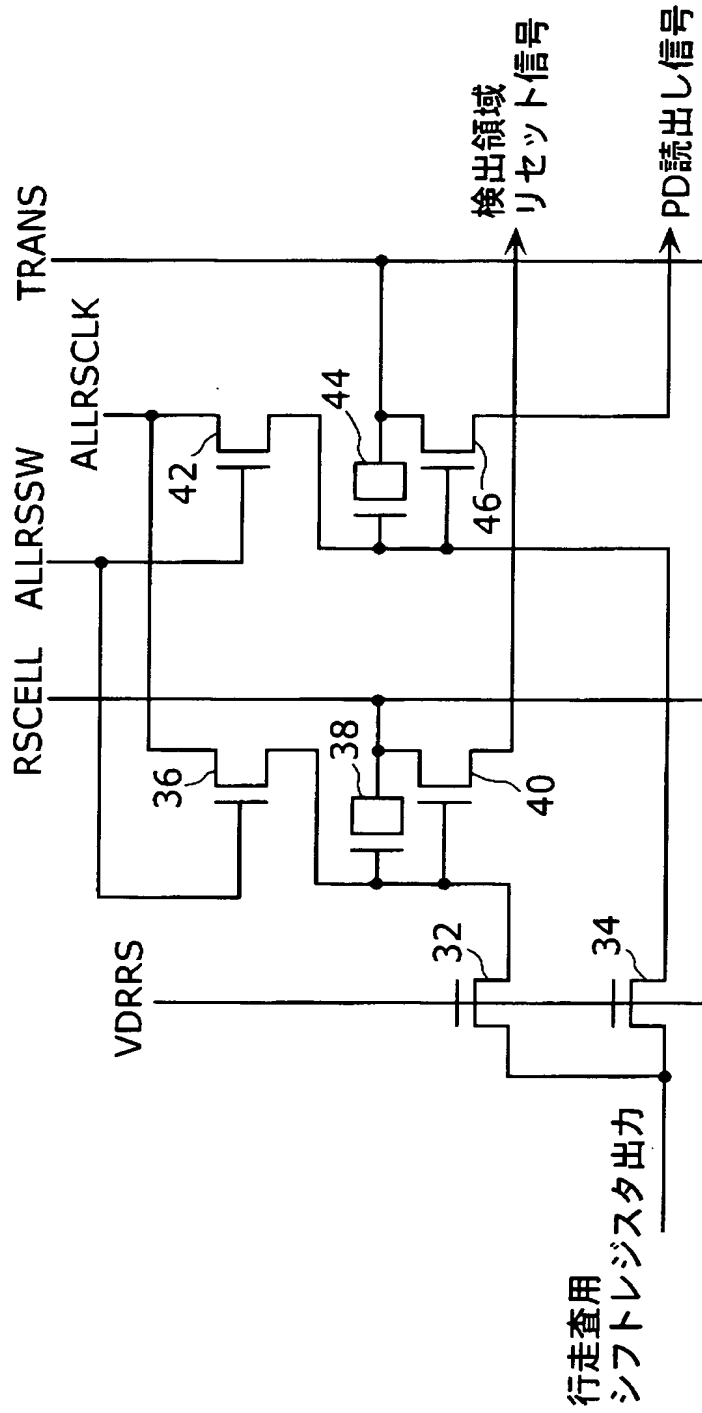 VDRRS
RSCELL
ALLRSSW
ALLRSCLK
TRANS
36
42
38
44
40
46
32
34
検出領域
リセット信号
PD読出し信号
行走査用
シフトレジスタ出力